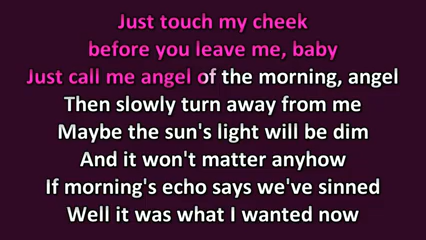 Just touch my cheek
before you leave me, baby
Just call me angel of the morning, angel
Then slowly turn away from me
Maybe the sun's light will be dim
And it won't matter anyhow
If morning's echo says we've sinned
Well it was what I wanted now